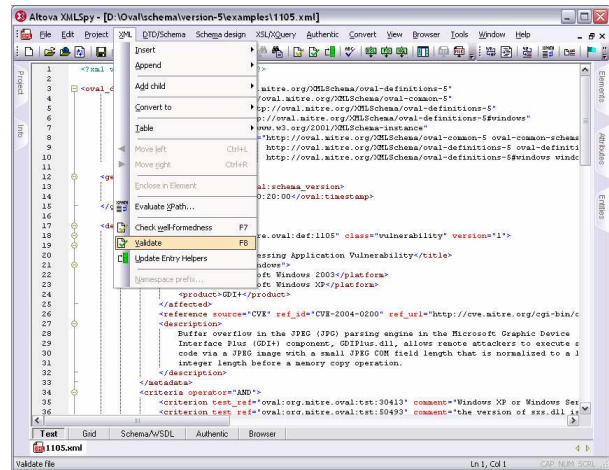 Altova XMLSpy - [D:\Oval\schema\version-5\examples\1105.xml]
File Edit Project XML DTD/Schema Schema design XSL/XQuery Authentic Convert View Browser Tools Window Help
Project
Info
Elements
Attributes
Entities
Insert
Append
Add child
Convert to
Table
Move left Ctrl+L
Move right Ctrl+R
Enclose in Element
Evaluate XPath...
Check well-formedness F7
Validate F8
Update Entry Helpers
Namespace prefix...
1 <?xml v ?>
2
3 <oval_d .mitre.org/XMLSchema/oval-definitions-5"
4 /oval.mitre.org/XMLSchema/oval-common-5"
5 p://oval.mitre.org/XMLSchema/oval-definitions-5"
6 tp://oval.mitre.org/XMLSchema/oval-definitions-5#windows"
7 www.w3.org/2001/XMLSchema-instance"
8 ="http://oval.mitre.org/XMLSchema/oval-common-5 oval-common-schema
9 http://oval.mitre.org/XMLSchema/oval-definitions-5 oval-definiti
10 http://oval.mitre.org/XMLSchema/oval-definitions-5#windows windo
11
12 <ge
13 al:schema_version>
14 0:20:00</oval:timestamp>
15 </g
16
17 <de
18 re.oval:def:1105" class="vulnerability" version="1">
19
20 essing Application Vulnerability</title>
21 ndows">
22 oft Windows 2003</platform>
23 oft Windows XP</platform>
24 <product>GDI+</product>
25 </affected>
26 <reference source="CVE" ref_id="CVE-2004-0200" ref_url="http://cve.mitre.org/cgi-bin/c
27 <description>
28 Buffer overflow in the JPEG (JPG) parsing engine in the Microsoft Graphic Device
29 Interface Plus (GDI+) component, GDIPlus.dll, allows remote attackers to execute a
30 code via a JPEG image with a small JPEG COM field length that is normalized to a l
31 integer length before a memory copy operation.
32 </description>
33 </metadata>
34 <criteria operator="AND">
35 <criterion test_ref="oval:org.mitre.oval:tst:30413" comment="Windows XP or Windows Ser
36 <criterion test_ref="oval:org.mitre.oval:tst:50493" comment="the version of sxs.dll is
Text Grid Schema/WSDL Authentic Browser
1105.xml
Validate file Ln 1, Col 1 CAP NUM SCRL